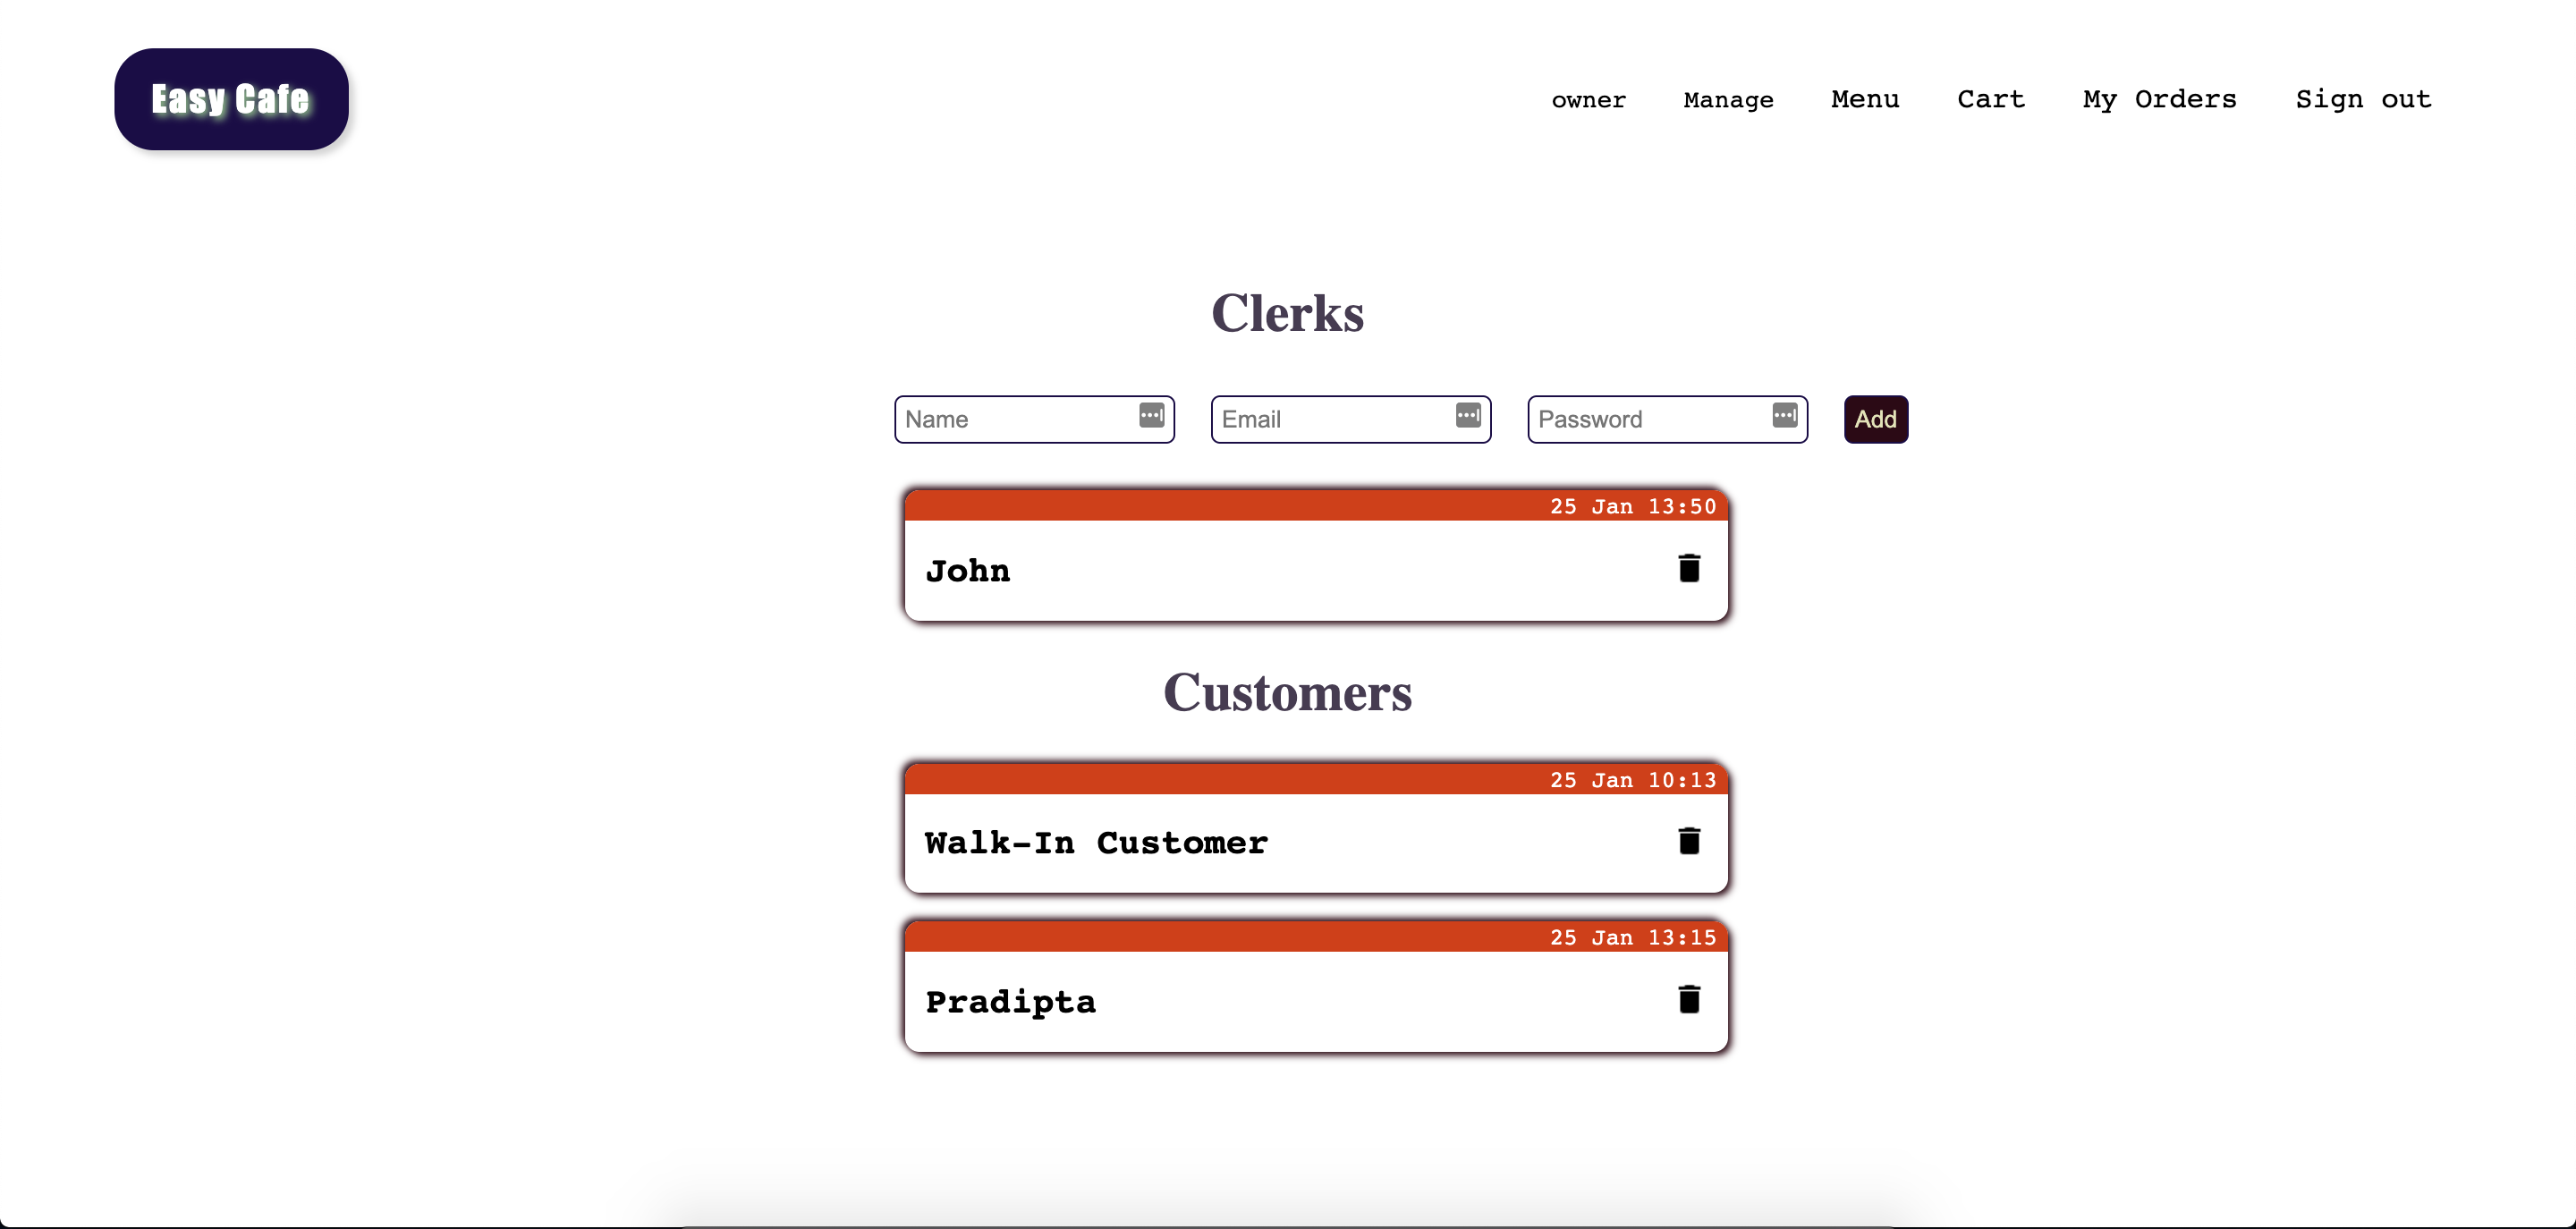 Easy Cafe
owner Manage Menu Cart My Orders Sign out
Clerks
Name Email Password Add
25 Jan 13:50
John
Customers
25 Jan 10:13
Walk-In Customer
25 Jan 13:15
Pradipta